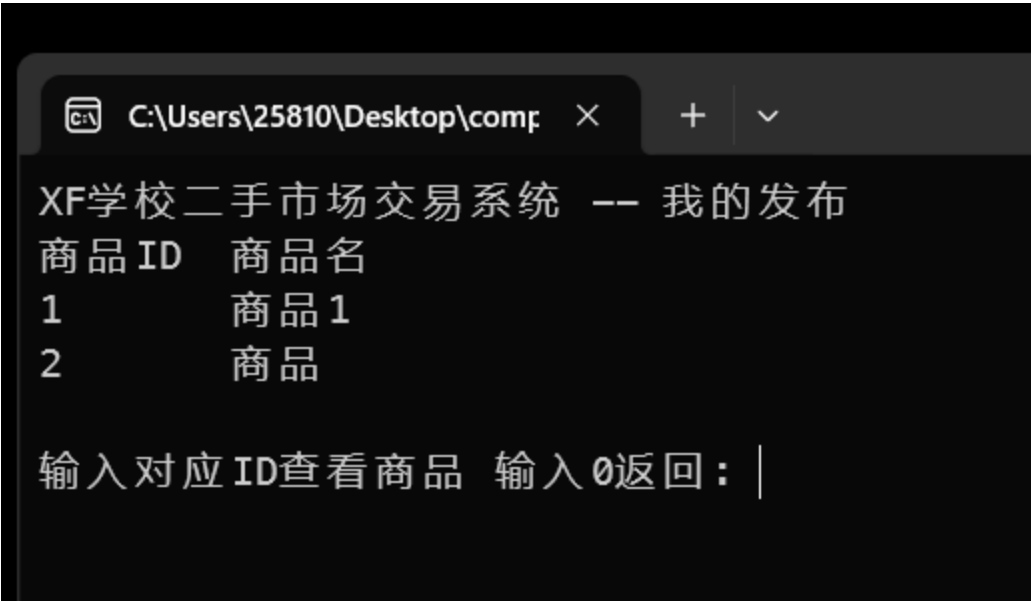 C:\Users\25810\Desktop\comp
XF学校二手市场交易系统 -- 我的发布
商品ID 商品名
1 商品1
2 商品
输入对应ID查看商品 输入0返回: